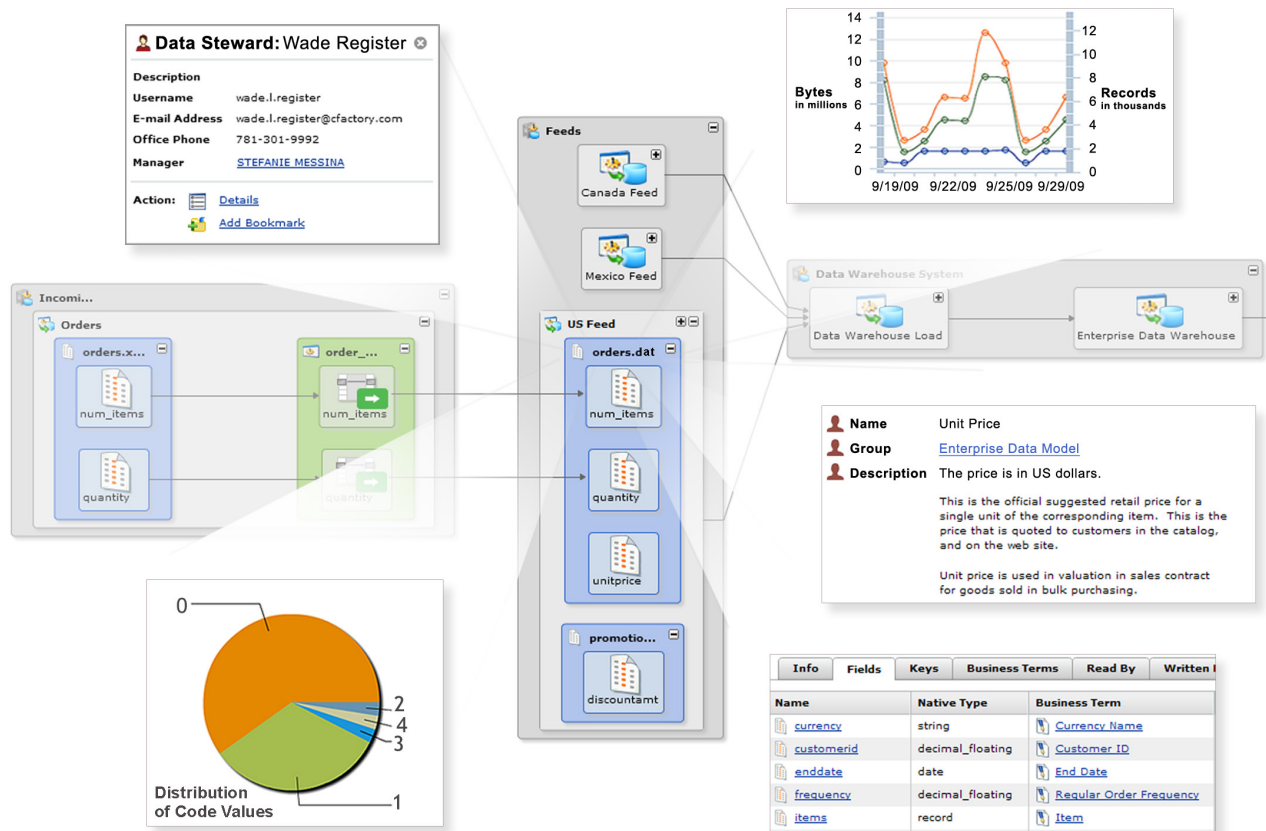 Data Steward: Wade Register
Description
Username wade.l.register
E-mail Address wade.l.register@cfactory.com
Office Phone 781-301-9992
Manager STEFANIE MESSINA
Action: Details
Add Bookmark
14
12
10
8
6
4
2
0
Bytes
in millions
12
10
8
6
4
2
0
Records
in thousands
9/19/09 9/22/09 9/25/09 9/29/09
Feeds
Canada Feed
Mexico Feed
US Feed
orders.dat
num_items
quantity
unitprice
promotio...
discountamt
Incomi...
Orders
orders.x...
num_items
quantity
order_...
num_items
quantity
Data Warehouse System
Data Warehouse Load
Enterprise Data Warehouse
Name Unit Price
Group Enterprise Data Model
Description The price is in US dollars.
This is the official suggested retail price for a
single unit of the corresponding item. This is the
price that is quoted to customers in the catalog,
and on the web site.
Unit price is used in valuation in sales contract
for goods sold in bulk purchasing.
0
2
4
3
1
Distribution
of Code Values
Info Fields Keys Business Terms Read By Written
Name Native Type Business Term
currency string Currency Name
customerid decimal_floating Customer ID
enddate date End Date
frequency decimal_floating Regular Order Frequency
items record Item